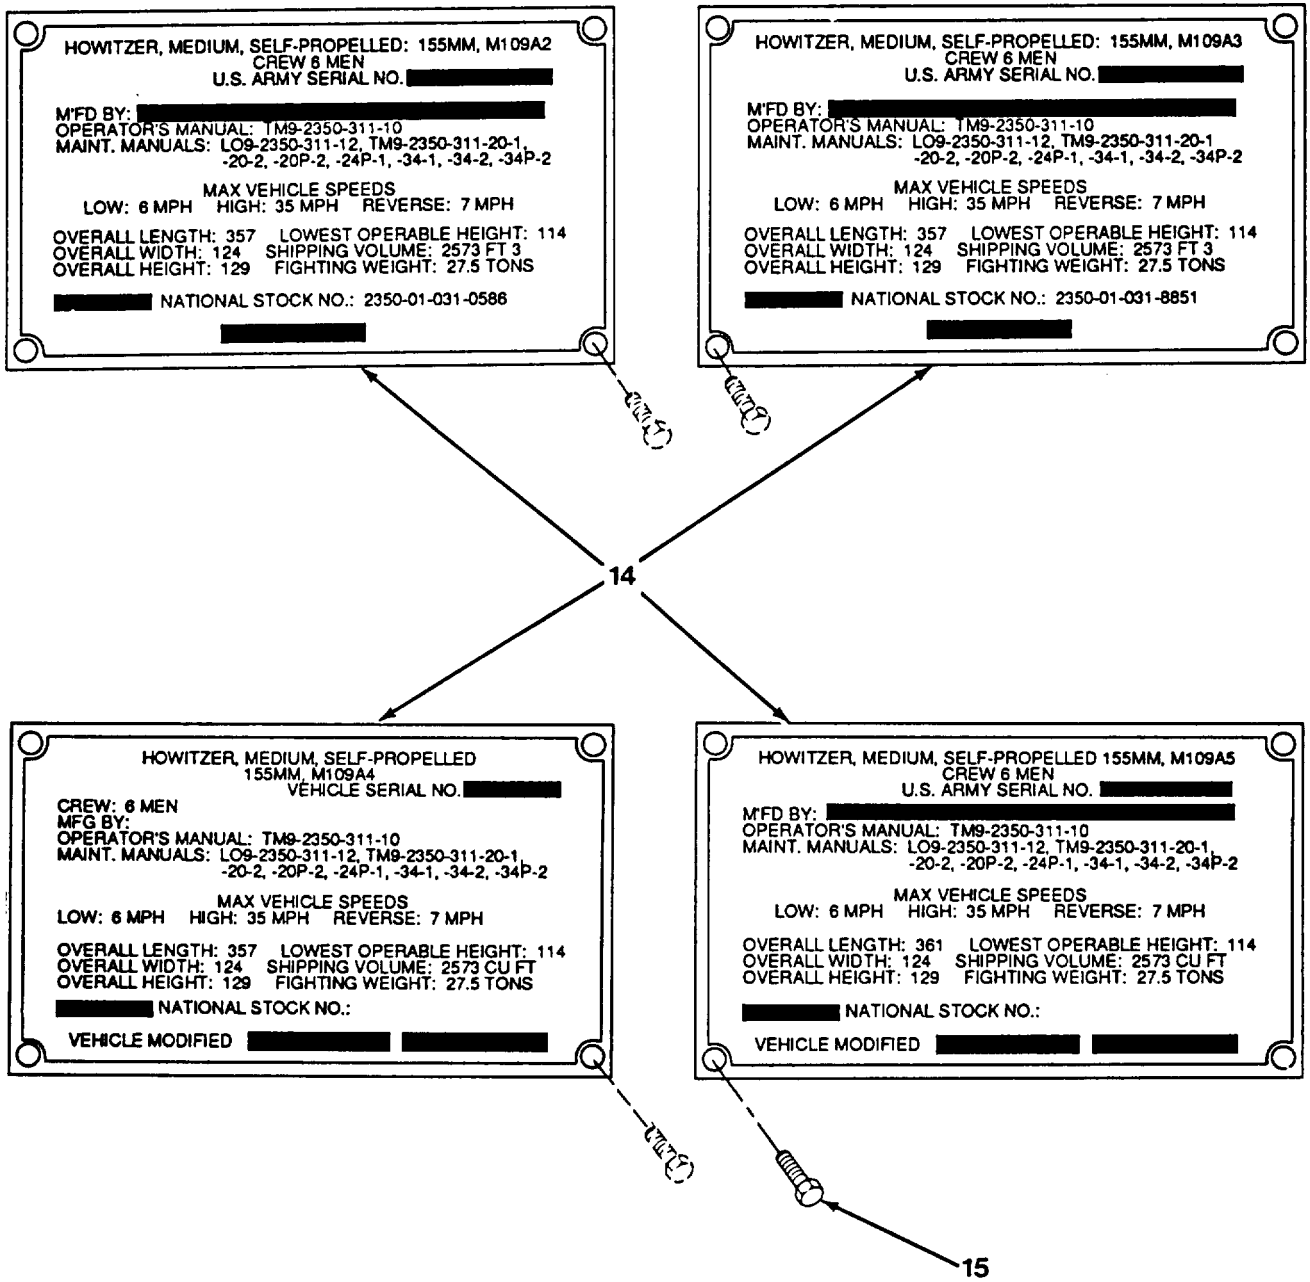 HOWITZER, MEDIUM, SELF-PROPELLED: 155MM, M109A2
CREW 6 MEN
U.S. ARMY SERIAL NO.
M'FD BY:
OPERATOR'S MANUAL: TM9-2350-311-10
MAINT. MANUALS: LO9-2350-311-12, TM9-2350-311-20-1,
-20-2, -20P-2, -24P-1, -34-1, -34-2, -34P-2
MAX VEHICLE SPEEDS
LOW: 6 MPH HIGH: 35 MPH REVERSE: 7 MPH
OVERALL LENGTH: 357 LOWEST OPERABLE HEIGHT: 114
OVERALL WIDTH: 124 SHIPPING VOLUME: 2573 FT 3
OVERALL HEIGHT: 129 FIGHTING WEIGHT: 27.5 TONS
NATIONAL STOCK NO.: 2350-01-031-0586
HOWITZER, MEDIUM, SELF-PROPELLED: 155MM, M109A3
CREW 6 MEN
U.S. ARMY SERIAL NO.
M'FD BY:
OPERATOR'S MANUAL: TM9-2350-311-10
MAINT. MANUALS: LO9-2350-311-12, TM9-2350-311-20-1
-20-2, -20P-2, -24P-1, -34-1, -34-2, -34P-2
MAX VEHICLE SPEEDS
LOW: 6 MPH HIGH: 35 MPH REVERSE: 7 MPH
OVERALL LENGTH: 357 LOWEST OPERABLE HEIGHT: 114
OVERALL WIDTH: 124 SHIPPING VOLUME: 2573 FT 3
OVERALL HEIGHT: 129 FIGHTING WEIGHT: 27.5 TONS
NATIONAL STOCK NO.: 2350-01-031-8851
14
HOWITZER, MEDIUM, SELF-PROPELLED
155MM, M109A4
VEHICLE SERIAL NO.
CREW: 6 MEN
MFG BY:
OPERATOR'S MANUAL: TM9-2350-311-10
MAINT. MANUALS: LO9-2350-311-12, TM9-2350-311-20-1,
-20-2, -20P-2, -24P-1, -34-1, -34-2, -34P-2
MAX VEHICLE SPEEDS
LOW: 6 MPH HIGH: 35 MPH REVERSE: 7 MPH
OVERALL LENGTH: 357 LOWEST OPERABLE HEIGHT: 114
OVERALL WIDTH: 124 SHIPPING VOLUME: 2573 CU FT
OVERALL HEIGHT: 129 FIGHTING WEIGHT: 27.5 TONS
NATIONAL STOCK NO.:
VEHICLE MODIFIED
HOWITZER, MEDIUM, SELF-PROPELLED 155MM, M109A5
CREW 6 MEN
U.S. ARMY SERIAL NO.
M'FD BY:
OPERATOR'S MANUAL: TM9-2350-311-10
MAINT. MANUALS: LO9-2350-311-12, TM9-2350-311-20-1,
-20-2, -20P-2, -24P-1, -34-1, -34-2, -34P-2
MAX VEHICLE SPEEDS
LOW: 6 MPH HIGH: 35 MPH REVERSE: 7 MPH
OVERALL LENGTH: 361 LOWEST OPERABLE HEIGHT: 114
OVERALL WIDTH: 124 SHIPPING VOLUME: 2573 CU FT
OVERALL HEIGHT: 129 FIGHTING WEIGHT: 27.5 TONS
NATIONAL STOCK NO.:
VEHICLE MODIFIED
15